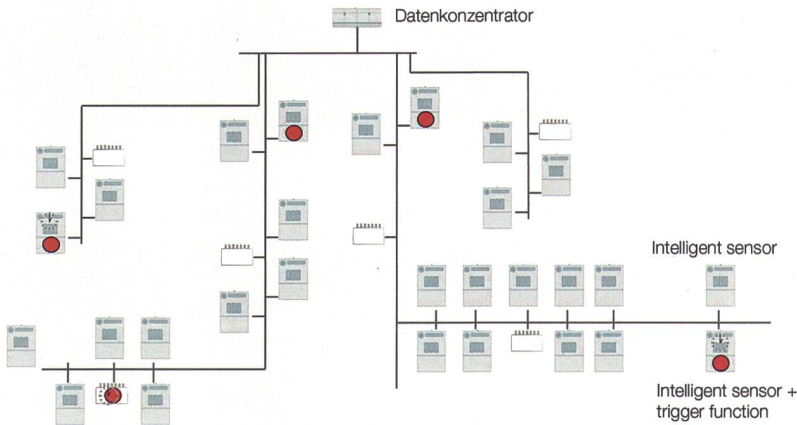 Datenkonzentrator
Intelligent sensor
Intelligent sensor +
trigger function